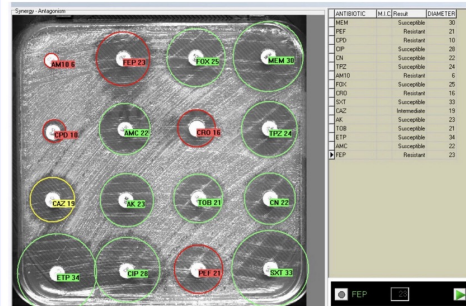 Synergy - Antagonism
AM10 6
FEP 23
FOX 25
MEM 30
CPD 10
AMC 22
CRO 16
TPZ 24
CAZ 19
AK 23
TOB 21
CN 22
ETP 34
CIP 28
PEF 21
SXT 33
ANTIBIOTIC M.I.C. Result DIAMETER
MEM Susceptible 30
PEF Resistant 21
CPD Resistant 10
CIP Susceptible 28
CN Susceptible 22
TPZ Susceptible 24
AM10 Resistant 6
FOX Susceptible 25
CRO Resistant 16
SXT Susceptible 33
CAZ Intermediate 19
AK Susceptible 23
TOB Susceptible 21
ETP Susceptible 34
AMC Susceptible 22
FEP Resistant 23
FEP 23